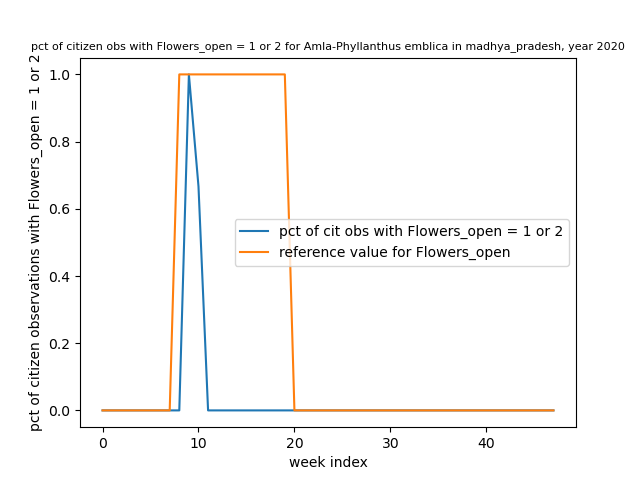 pct of citizen obs with Flowers_open = 1 or 2 for Amla-Phyllanthus emblica in madhya_pradesh, year 2020
pct of citizen observations with Flowers_open = 1 or 2
1.0
0.8
0.6
0.4
0.2
0.0
pct of cit obs with Flowers_open = 1 or 2
reference value for Flowers_open
0 10 20 30 40
week index